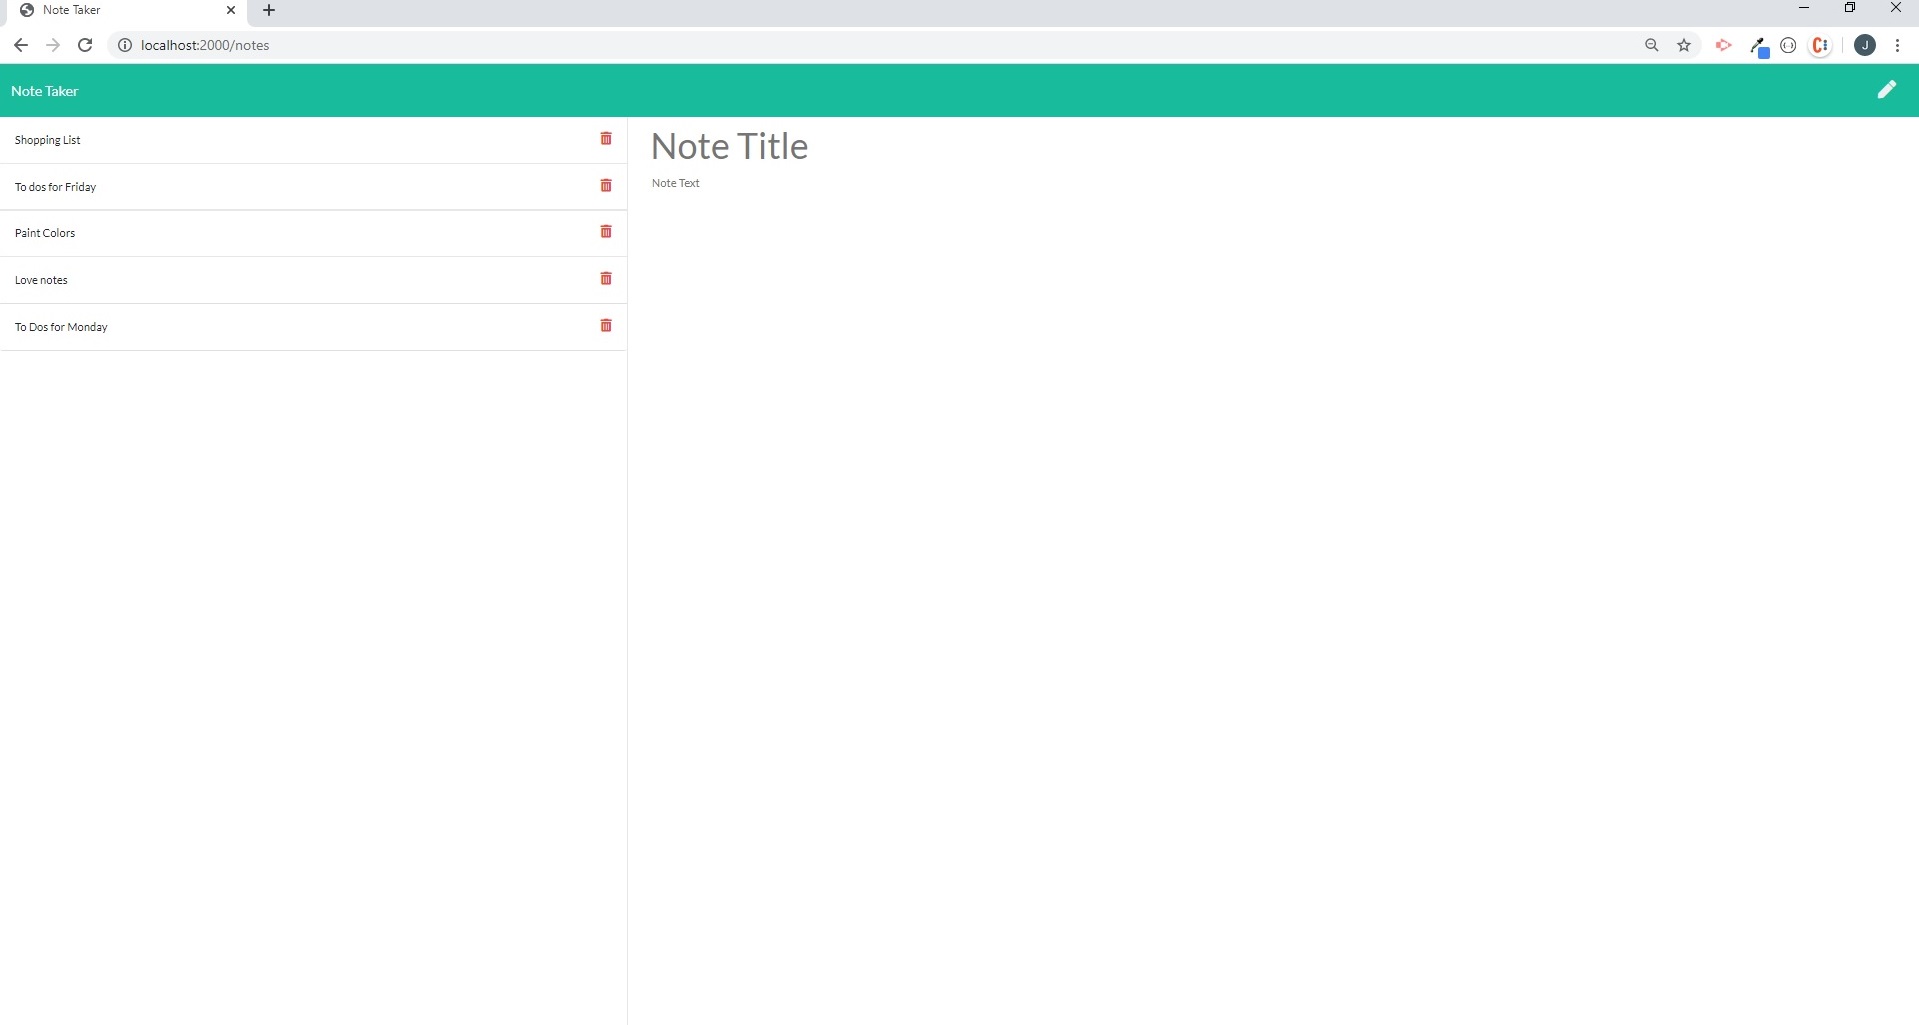 Note Taker
localhost:2000/notes
J
Note Taker
Shopping List
To dos for Friday
Paint Colors
Love notes
To Dos for Monday
Note Title
Note Text